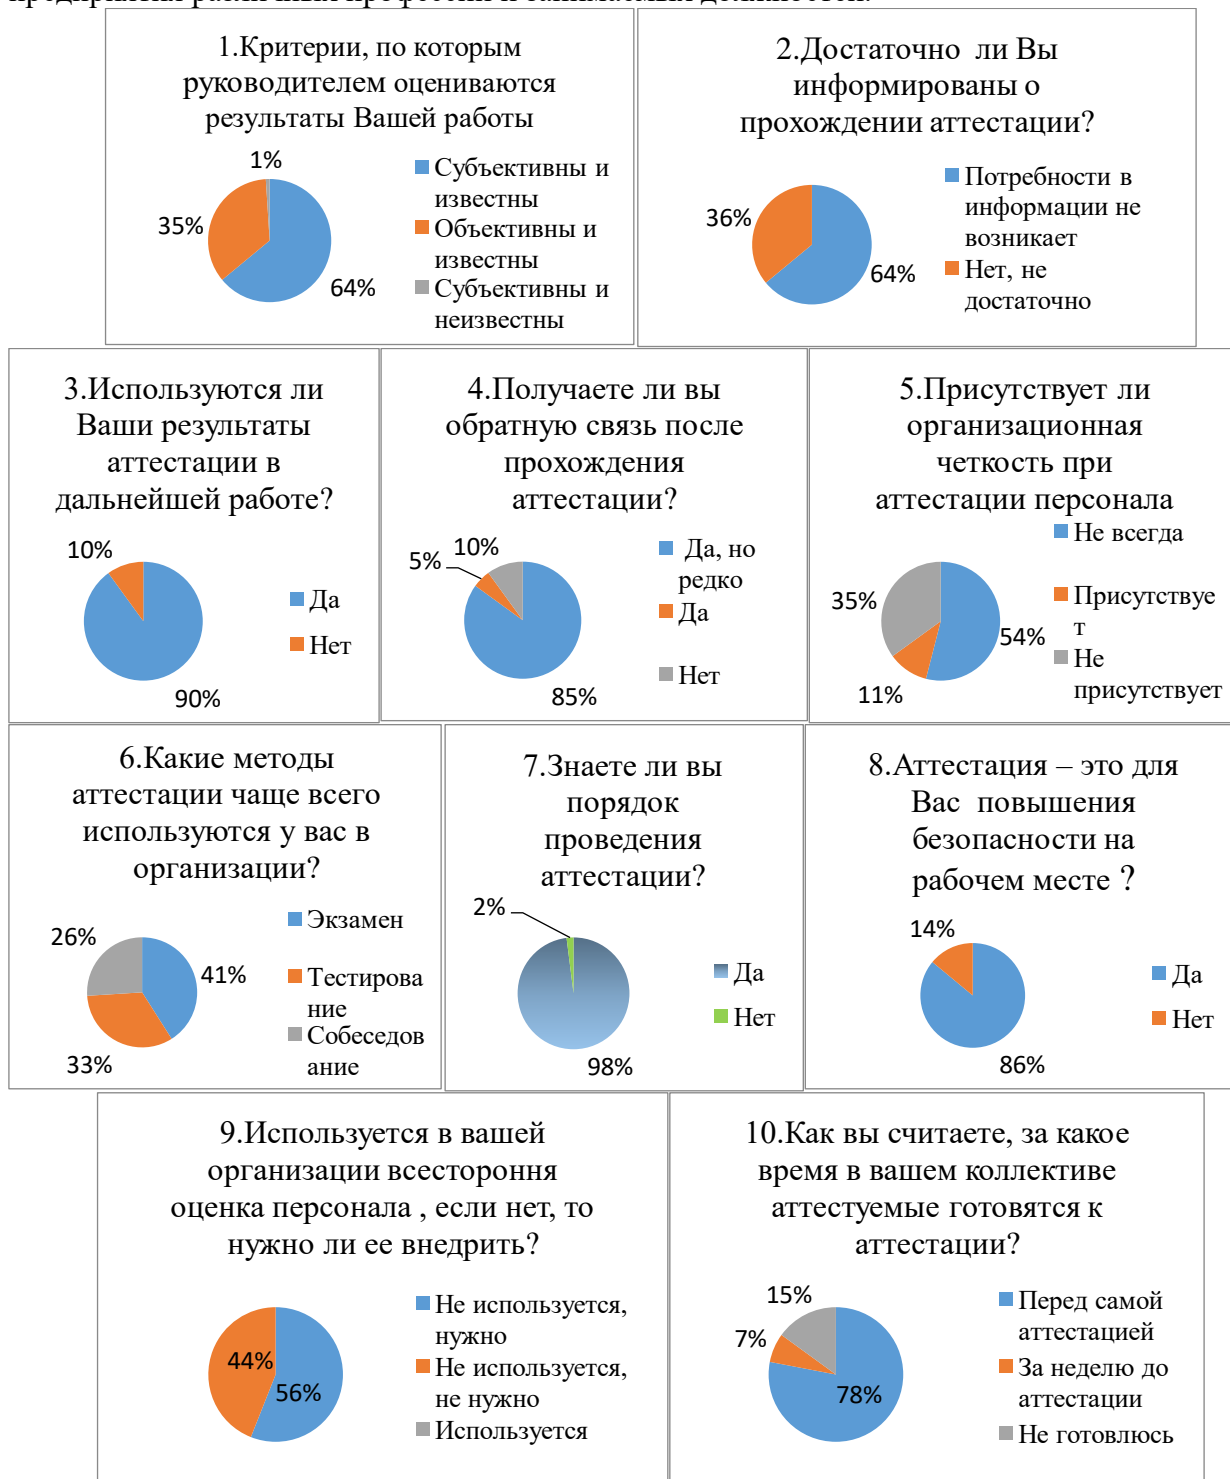 предприятия различных профессий и занимаемых должностей.
1.Критерии, по которым
руководителем оцениваются
результаты Вашей работы
1%
35%
64%
Субъективны и
известны
Объективны и
известны
Субъективны и
неизвестны
2.Достаточно ли Вы
информированы о
прохождении аттестации?
36%
64%
Потребности в
информации не
возникает
Нет, не
достаточно
3.Используются ли
Ваши результаты
аттестации в
дальнейшей работе?
10%
90%
Да
Нет
4.Получаете ли вы
обратную связь после
прохождения
аттестации?
10%
5%
85%
Да, но
редко
Да
Нет
5.Присутствует ли
организационная
четкость при
аттестации персонала
35%
54%
11%
Не всегда
Присутствуе
т
Не
присутствует
6.Какие методы
аттестации чаще всего
используются у вас в
организации?
26%
41%
33%
Экзамен
Тестирова
ние
Собеседов
ание
7.Знаете ли вы
порядок
проведения
аттестации?
2%
98%
Да
Нет
8.Аттестация – это для
Вас повышения
безопасности на
рабочем месте ?
14%
86%
Да
Нет
9.Используется в вашей
организации всестороння
оценка персонала , если нет, то
нужно ли ее внедрить?
44%
56%
Не используется,
нужно
Не используется,
не нужно
Используется
10.Как вы считаете, за какое
время в вашем коллективе
аттестуемые готовятся к
аттестации?
15%
7%
78%
Перед самой
аттестацией
За неделю до
аттестации
Не готовлюсь